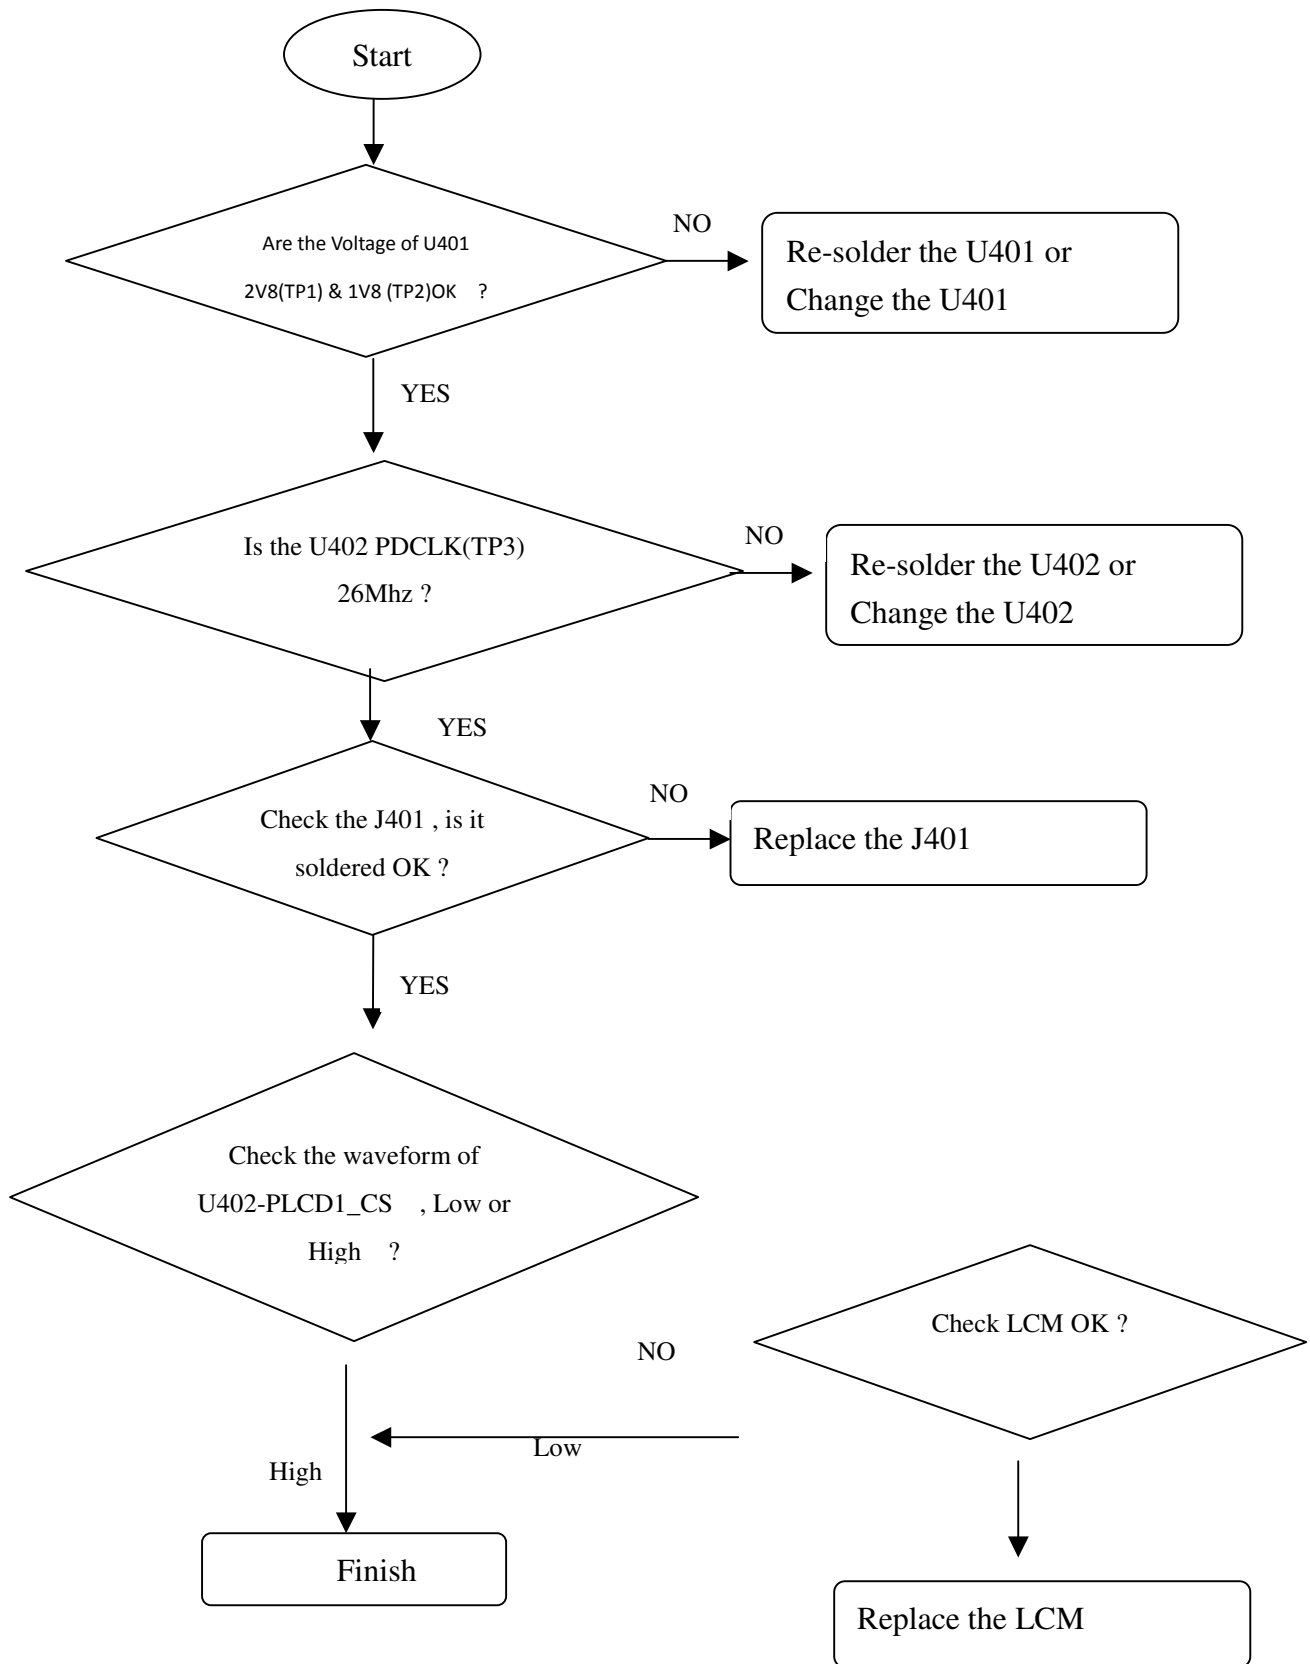 Start
Are the Voltage of U401
2V8(TP1) & 1V8 (TP2)OK ?
NO
Re-solder the U401 or
Change the U401
YES
Is the U402 PDCLK(TP3)
26Mhz ?
NO
Re-solder the U402 or
Change the U402
YES
Check the J401 , is it
soldered OK ?
NO
Replace the J401
YES
Check the waveform of
U402-PLCD1_CS , Low or
High ?
Check LCM OK ?
NO
Low
High
Finish
Replace the LCM